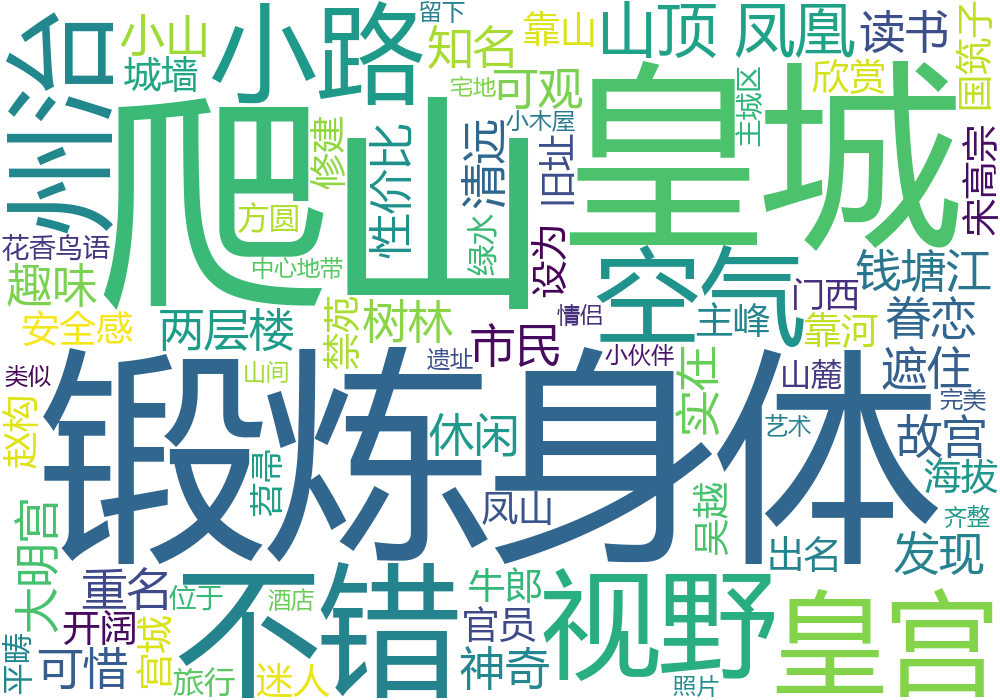 爬山
皇城
锻炼身体
不错
视野
皇宫
州治
小路
空气
小山
城墙
知名
留下
靠山
山顶
凤凰
读书
国筑子
宅地
可观
小木屋
主城区
欣赏
修建
性价比
清远
旧址
宋高宗
方圆
花香鸟语
趣味
中心地带
绿水
设为
门西
钱塘江
眷恋
安全感
两层楼
禁苑
树林
市民
情侣
主峰
靠河
类似
山间
遗址
小伙伴
实在
山麓
遮住
完美
赵构
休闲
艺术
故宫
苕帚
凤山
吴越
海拔
大明宫
齐整
重名
位于
酒店
牛郎
出名
发现
开阔
宫城
官员
平畴
可惜
旅行
迷人
神奇
照片